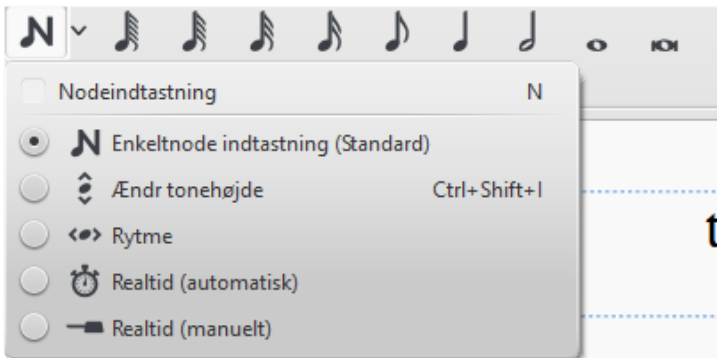 Nodeindtastning N
Enkeltnode indtastning (Standard)
Ændr tonehøjde Ctrl+Shift+I
Rytme
Realtid (automatisk)
Realtid (manuelt)